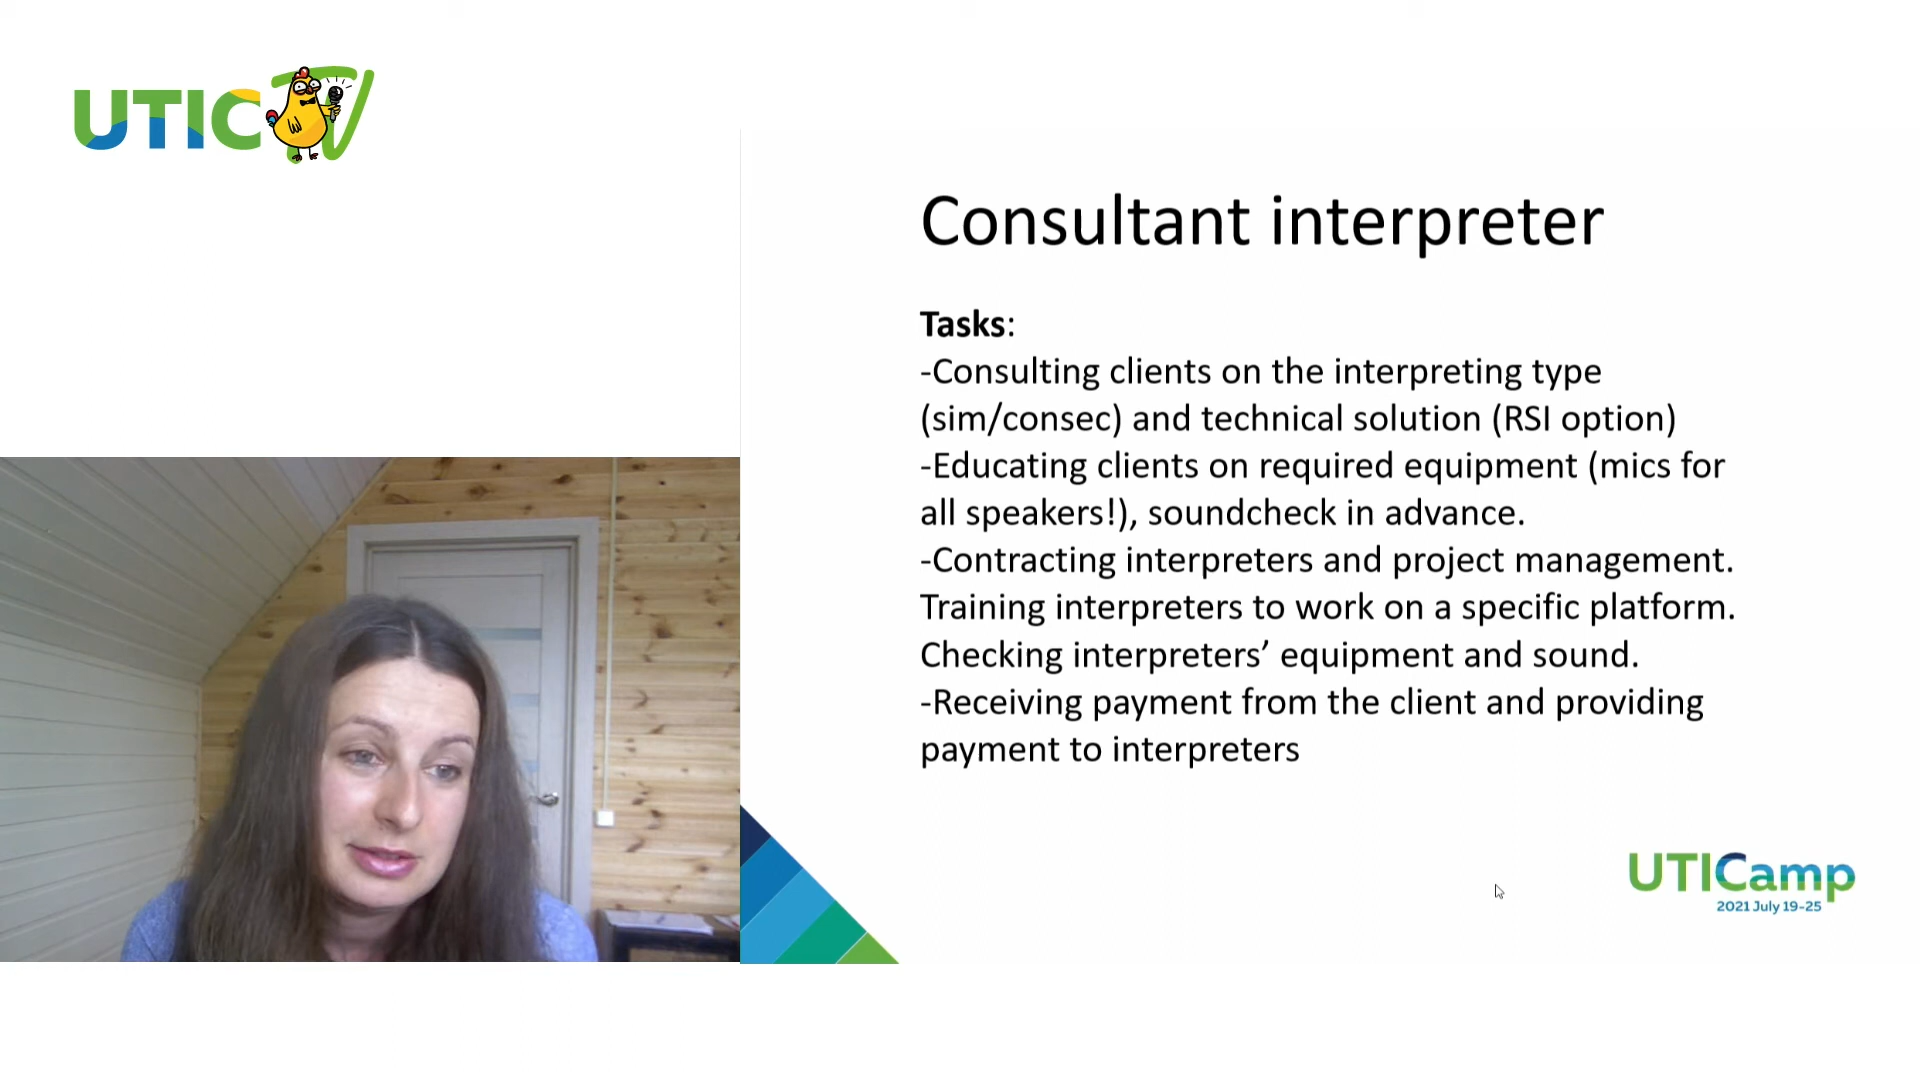 UTIC TV
Consultant interpreter
Tasks:
-Consulting clients on the interpreting type
(sim/consec) and technical solution (RSI option)
-Educating clients on required equipment (mics for
all speakers!), soundcheck in advance.
-Contracting interpreters and project management.
Training interpreters to work on a specific platform.
Checking interpreters’ equipment and sound.
-Receiving payment from the client and providing
payment to interpreters
UTICamp
2021 July 19-25